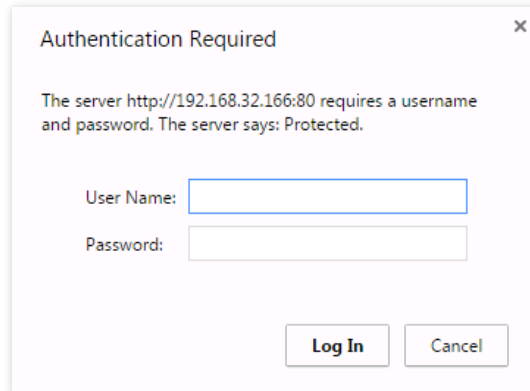 Authentication Required
The server http://192.168.32.166:80 requires a username
and password. The server says: Protected.
User Name:
Password:
Log In
Cancel